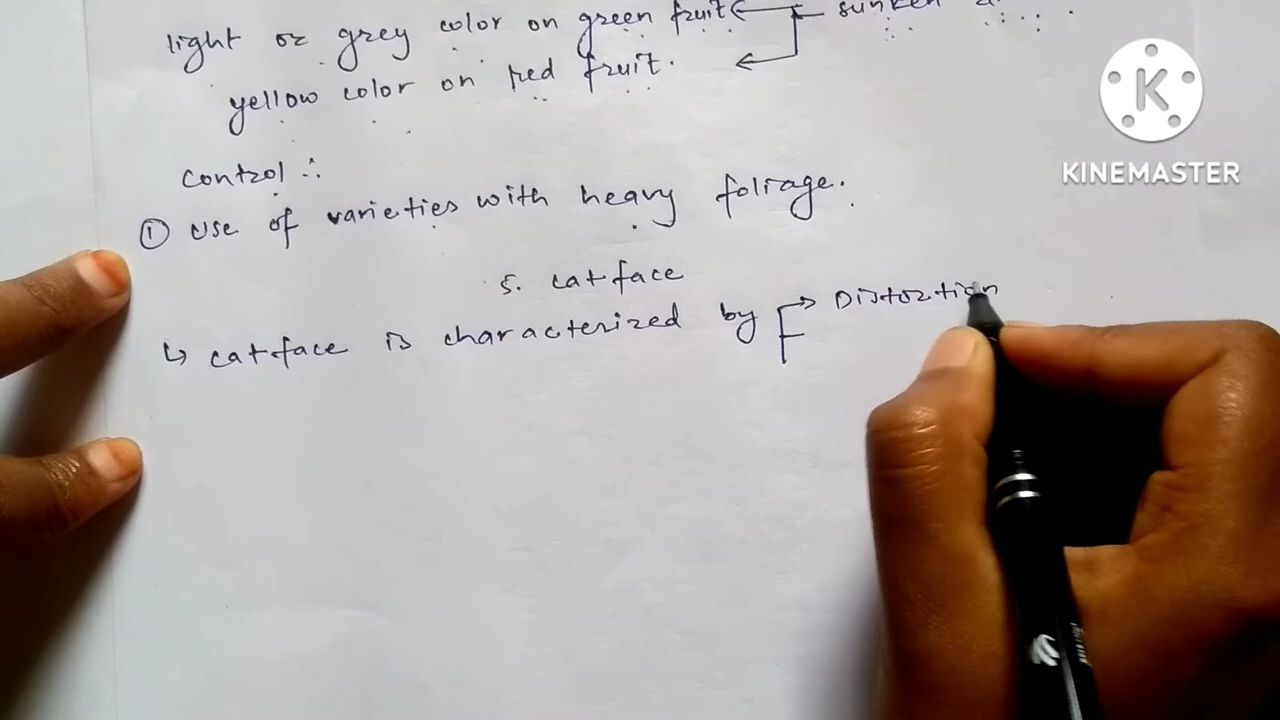 light or grey color on green fruit ← sunken
yellow color on red fruit. ←
control ∴
① use of varieties with heavy foliage.
5. catface
↳ catface is characterized by → Distortion
K
KINEMASTER